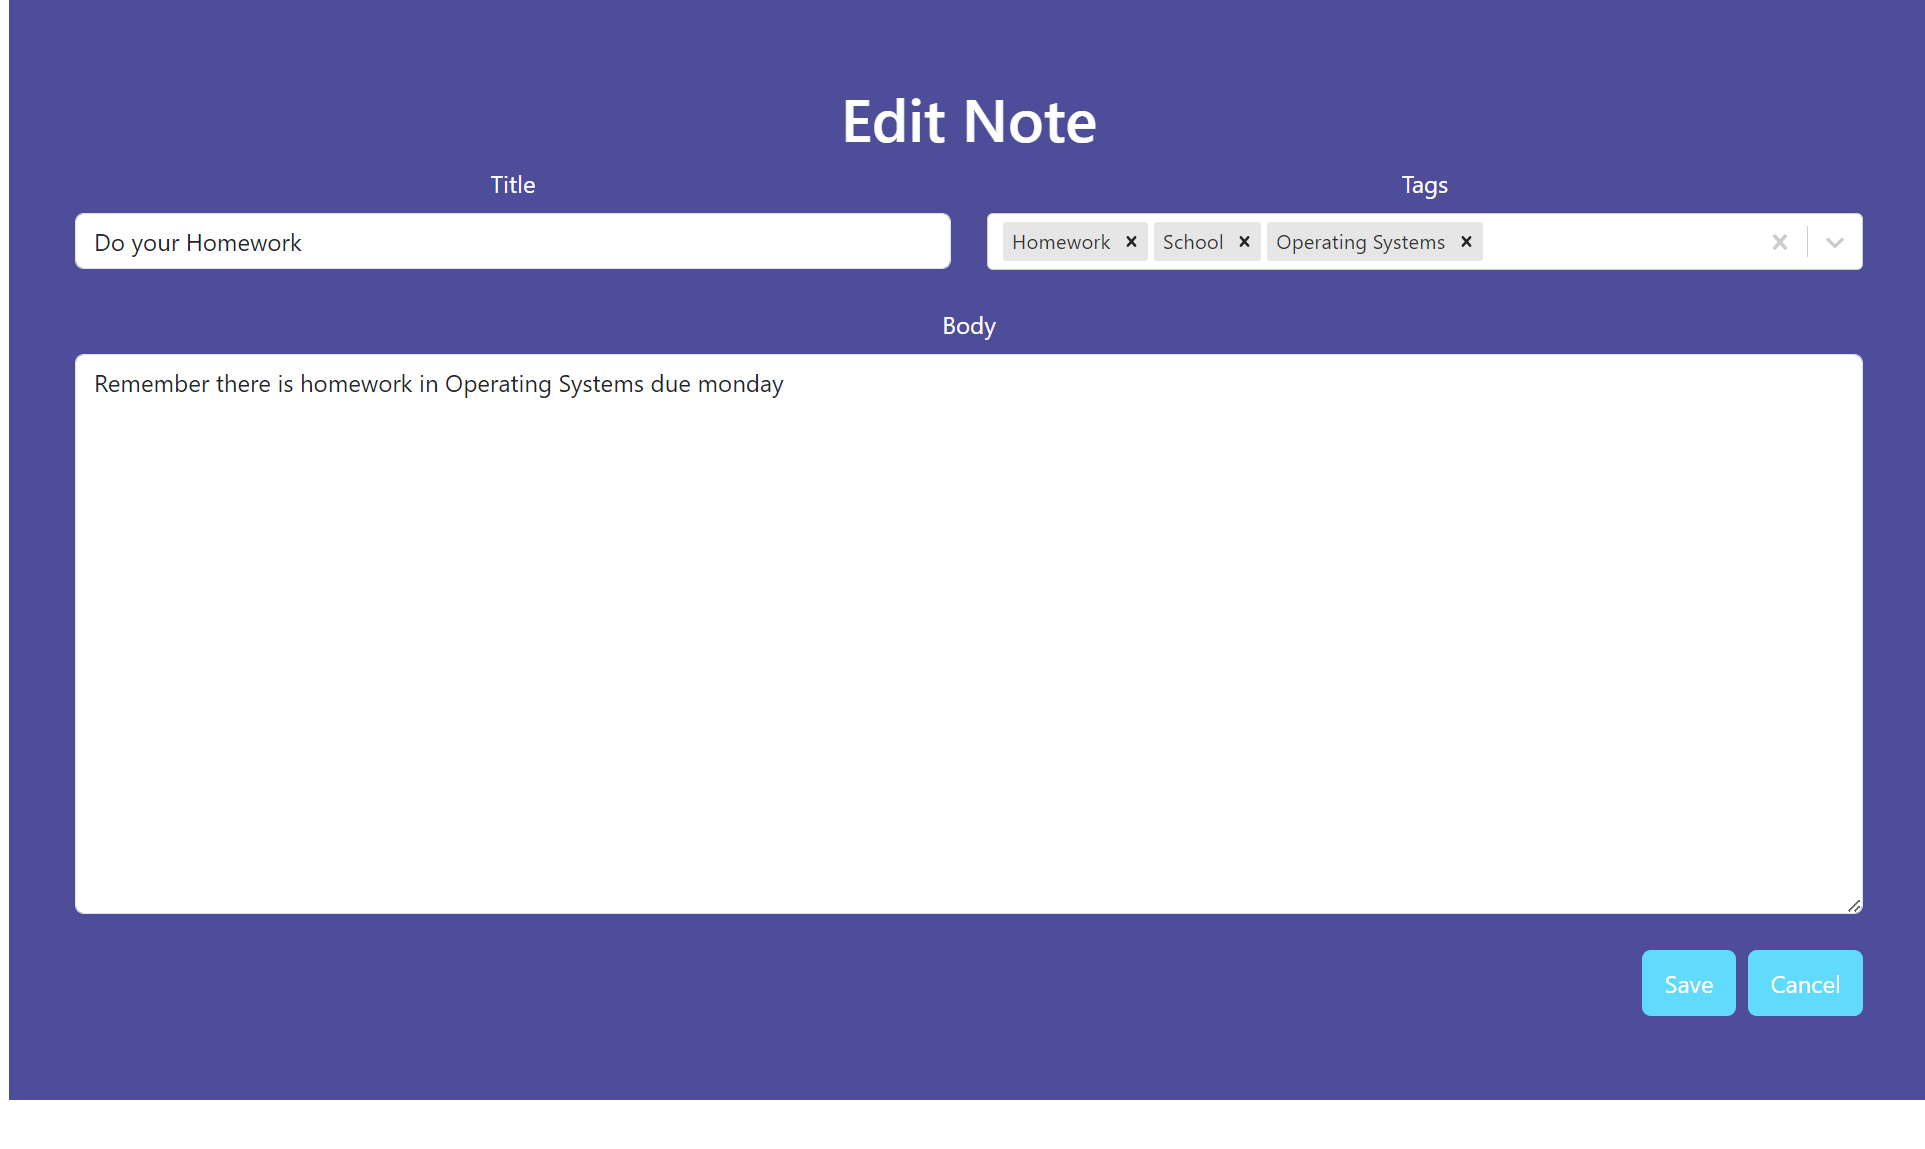 Edit Note
Title
Tags
Do your Homework
Homework School Operating Systems
Body
Remember there is homework in Operating Systems due monday
Save Cancel